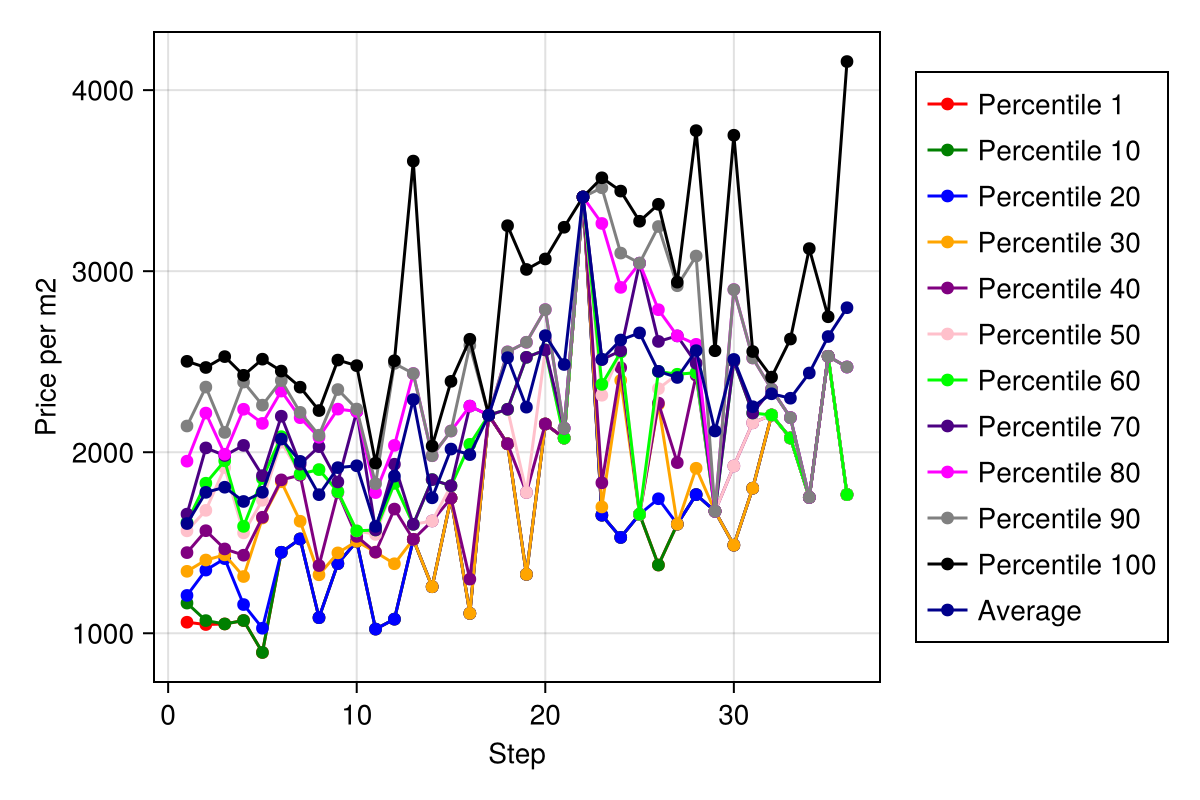 4000
3000
2000
1000
Price per m2
0 10 20 30
Step
Percentile 1
Percentile 10
Percentile 20
Percentile 30
Percentile 40
Percentile 50
Percentile 60
Percentile 70
Percentile 80
Percentile 90
Percentile 100
Average